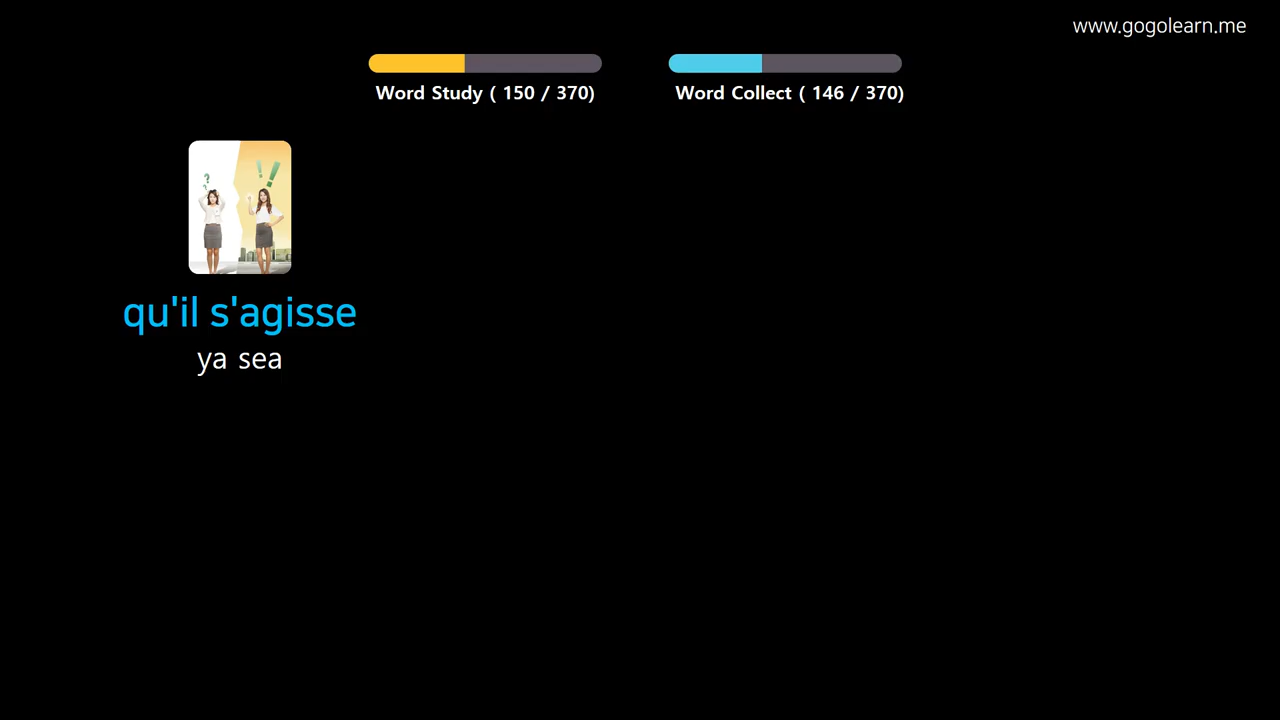 www.gogolearn.me
Word Study ( 150 / 370)
Word Collect ( 146 / 370)
qu'il s'agisse
ya sea